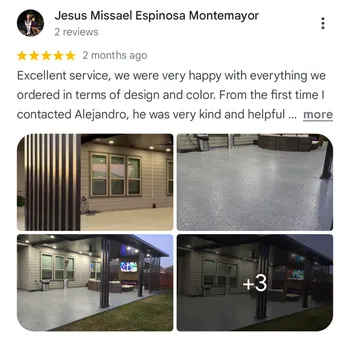 Jesus Missael Espinosa Montemayor
2 reviews
2 months ago
Excellent service, we were very happy with everything we
ordered in terms of design and color. From the first time I
contacted Alejandro, he was very kind and helpful ... more
+3